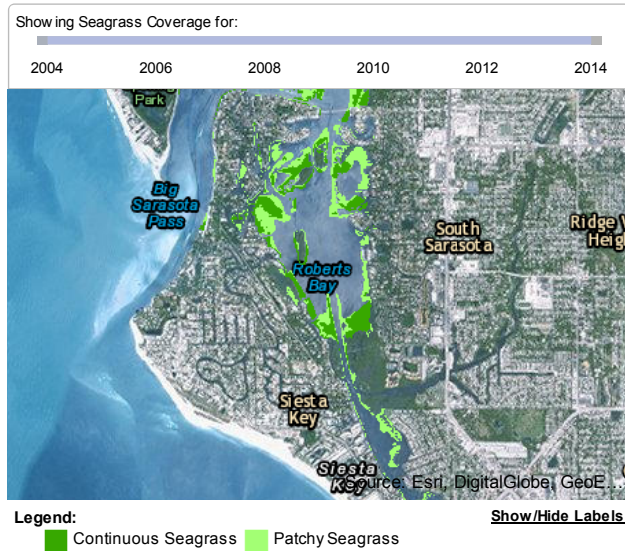 Showing Seagrass Coverage for:
2004 2006 2008 2010 2012 2014
Park
Big
Sarasota
Pass
South
Sarasota
Ridge
Heig
Roberts
Bay
Siesta
Key
Siesta
Key
Source: Esri, DigitalGlobe, GeoE...
Legend:
Show/Hide Labels
Continuous Seagrass Patchy Seagrass